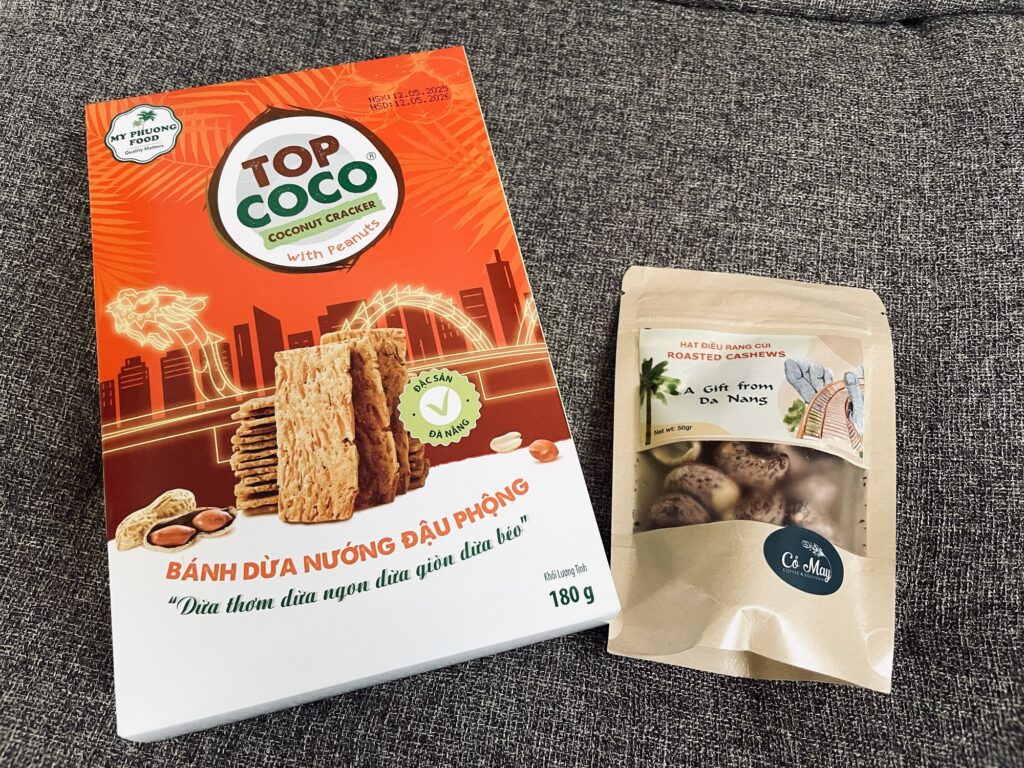 MY PHUONG
FOOD
Quality Matters
NSX:12.05.2025
HSD:12.05.2026
TOP
COCO®
COCONUT CRACKER
with Peanuts
ĐẶC SẢN
ĐÀ NẴNG
BÁNH DỪA NƯỚNG ĐẬU PHỘNG
"Dừa thơm dừa ngon dừa giòn dừa béo"
Khối Lượng Tịnh
180 g
HẠT ĐIỀU RANG CỦI
ROASTED CASHEWS
A Gift from
Da Nang
Net wt: 50gr
Cỏ May
COFFEE & SOUVENIR